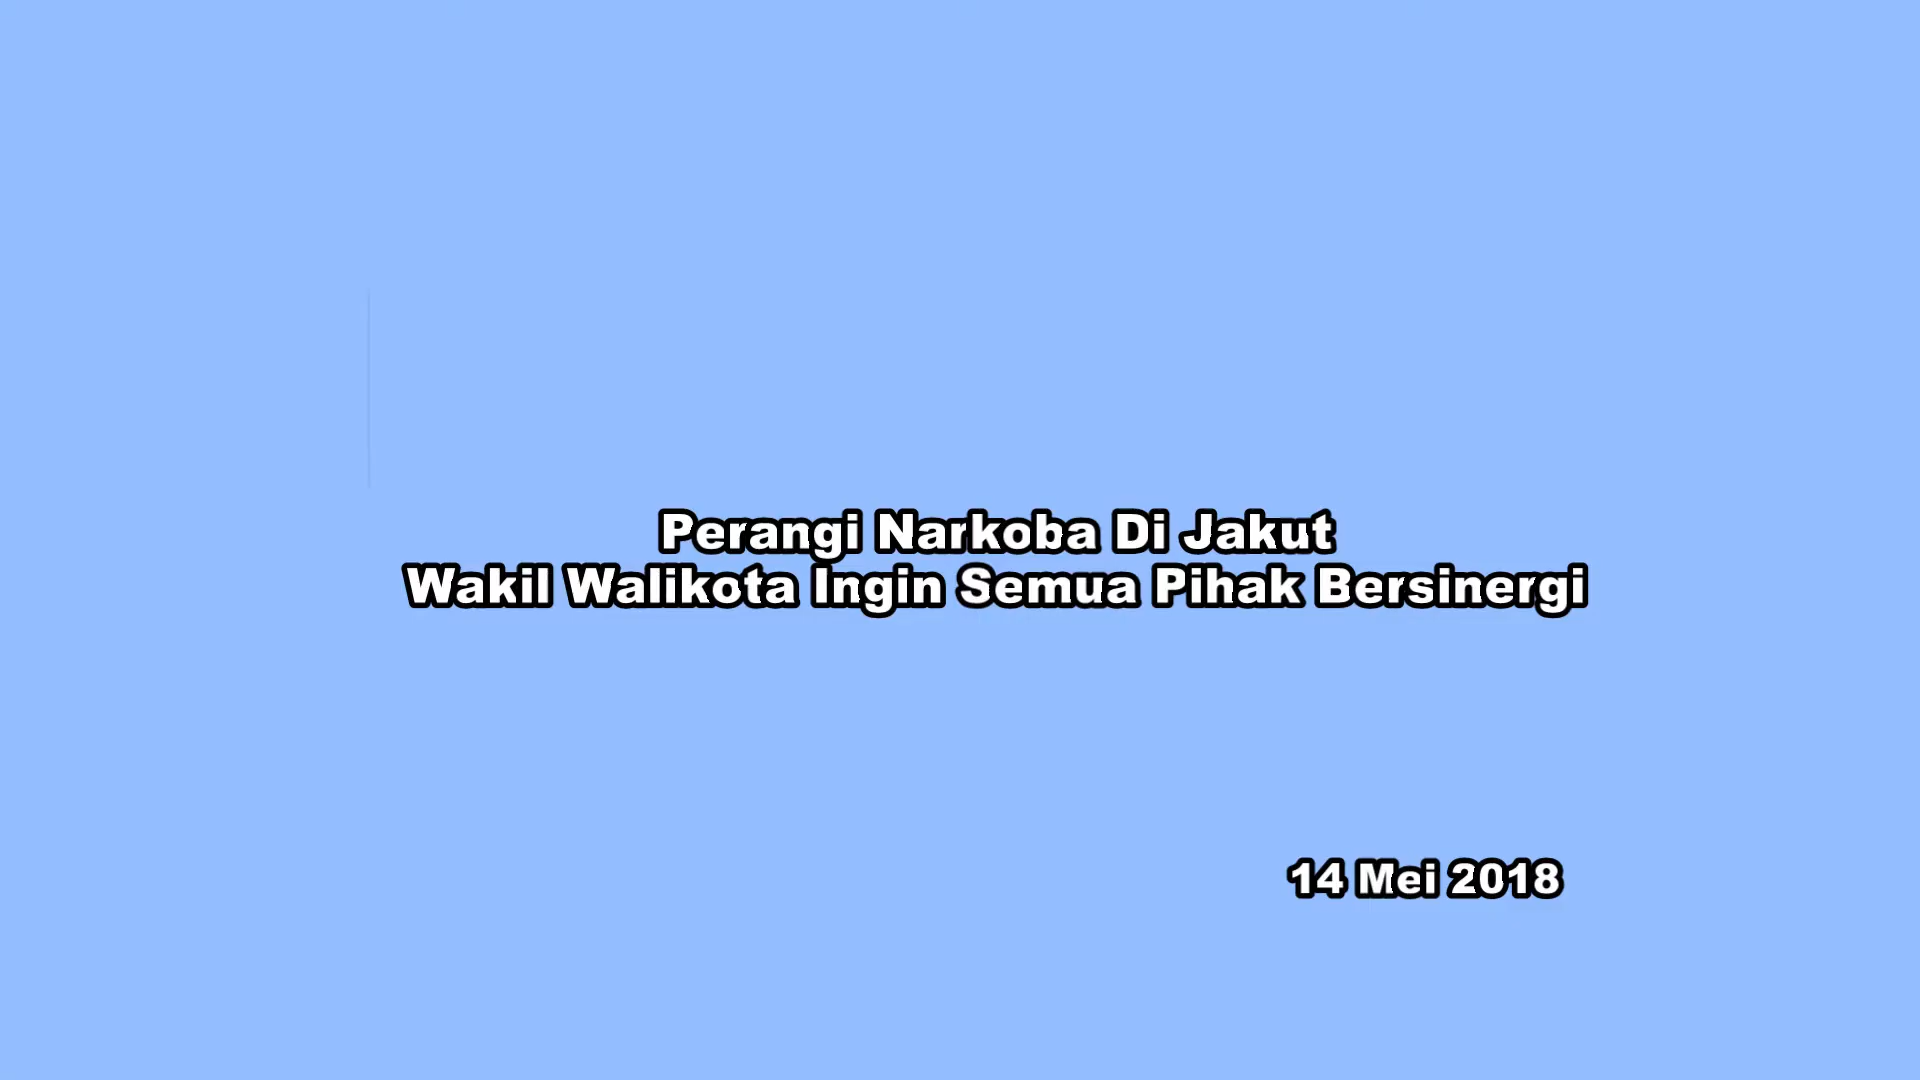 Perangi Narkoba Di Jakut
Wakil Walikota Ingin Semua Pihak Bersinergi
14 Mei 2018